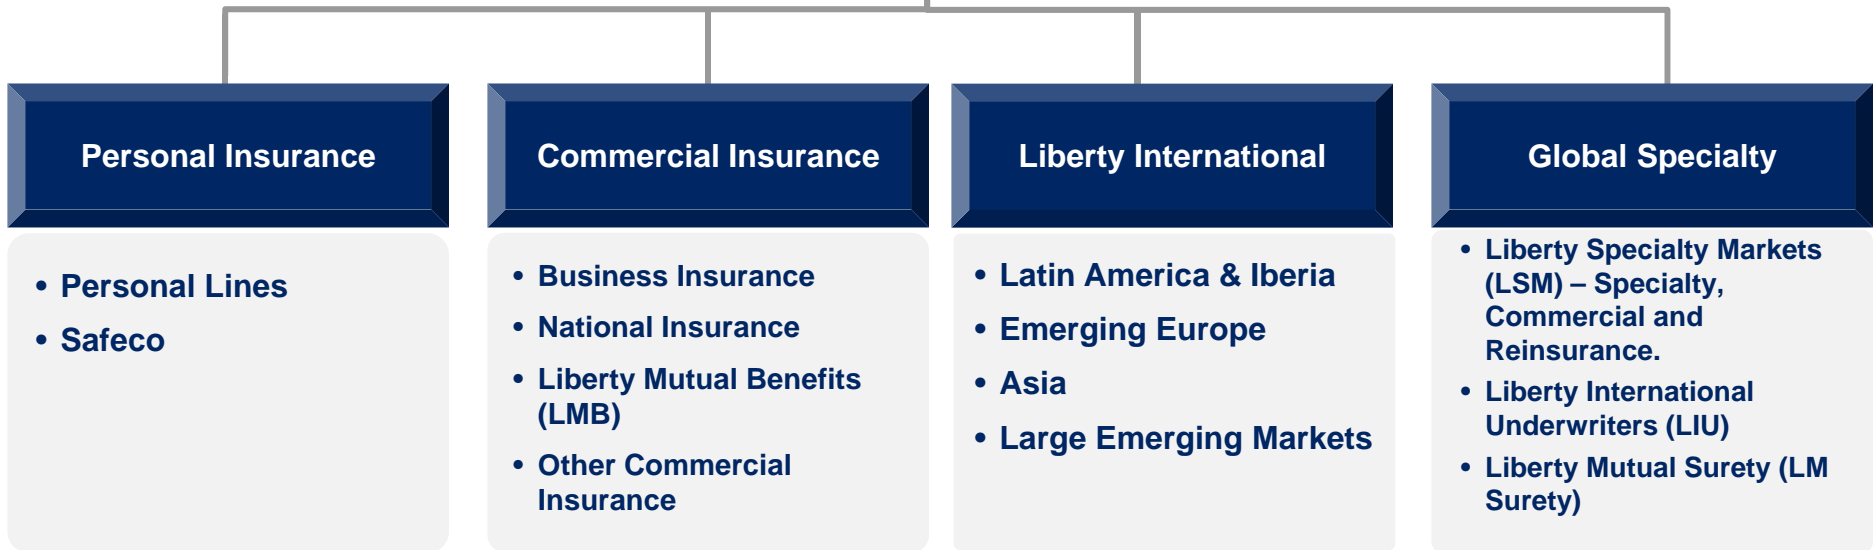 Personal Insurance
• Personal Lines
• Safeco
Commercial Insurance
• Business Insurance
• National Insurance
• Liberty Mutual Benefits
(LMB)
• Other Commercial
Insurance
Liberty International
• Latin America & Iberia
• Emerging Europe
• Asia
• Large Emerging Markets
Global Specialty
• Liberty Specialty Markets
(LSM) – Specialty,
Commercial and
Reinsurance.
• Liberty International
Underwriters (LIU)
• Liberty Mutual Surety (LM
Surety)